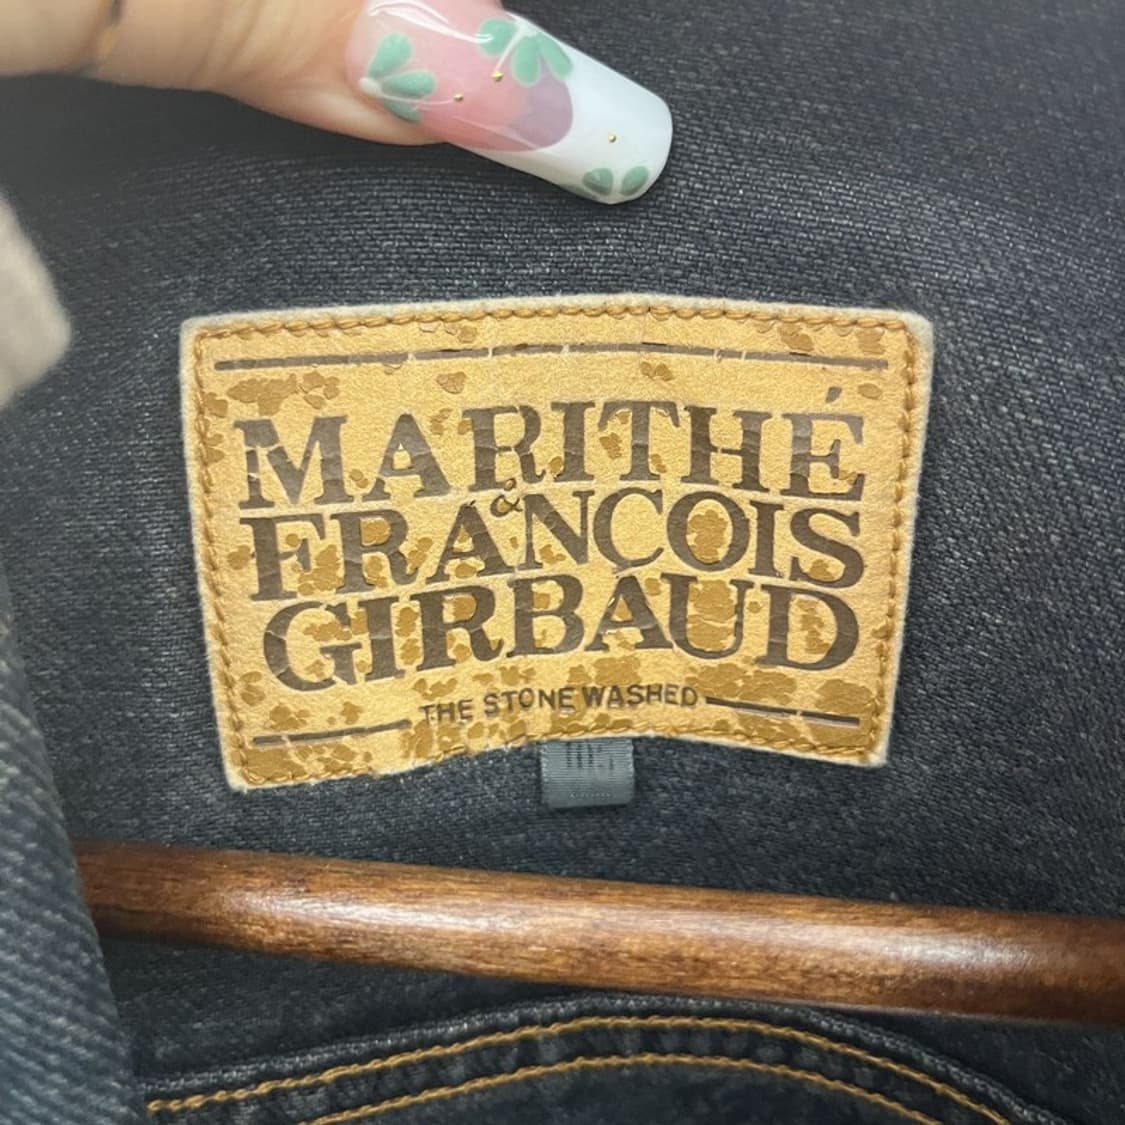 MARITHÉ
&
FRANÇOIS
GIRBAUD
THE STONE WASHED